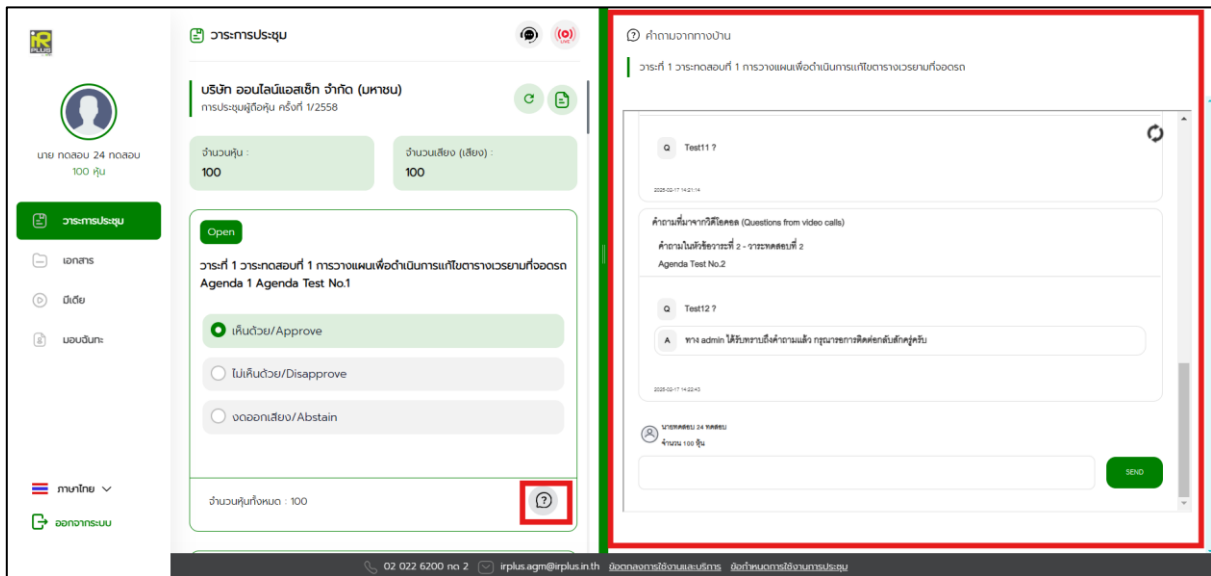 iR
PLUS
นาย ทดสอบ 24 ทดสอบ
100 หุ้น
วาระการประชุม
เอกสาร
มีเดีย
มอบฉันทะ
ภาษาไทย
ออกจากระบบ
วาระการประชุม
LIVE
บริษัท ออนไลน์แอสเซ็ท จำกัด (มหาชน)
การประชุมผู้ถือหุ้น ครั้งที่ 1/2558
จำนวนหุ้น :
100
จำนวนเสียง (เสียง) :
100
Open
วาระที่ 1 วาระทดสอบที่ 1 การวางแผนเพื่อดำเนินการแก้ไขตารางเวรยามที่จอดรถ
Agenda 1 Agenda Test No.1
เห็นด้วย/Approve
ไม่เห็นด้วย/Disapprove
งดออกเสียง/Abstain
จำนวนหุ้นทั้งหมด : 100
คำถามจากทางบ้าน
วาระที่ 1 วาระทดสอบที่ 1 การวางแผนเพื่อดำเนินการแก้ไขตารางเวรยามที่จอดรถ
Q Test11 ?
2025-02-17 14:21:14
คำถามที่มาจากวิดีโอคอล (Questions from video calls)
คำถามในหัวข้อวาระที่ 2 - วาระทดสอบที่ 2
Agenda Test No.2
Q Test12 ?
A ทาง admin ได้รับทราบถึงคำถามแล้ว กรุณารอการติดต่อกลับสักครู่ครับ
2025-02-17 14:22:43
นายทดสอบ 24 ทดสอบ
จำนวน 100 หุ้น
SEND
02 022 6200 กด 2 irplus.agm@irplus.in.th ข้อตกลงการใช้งานและบริการ ข้อกำหนดการใช้งานการประชุม